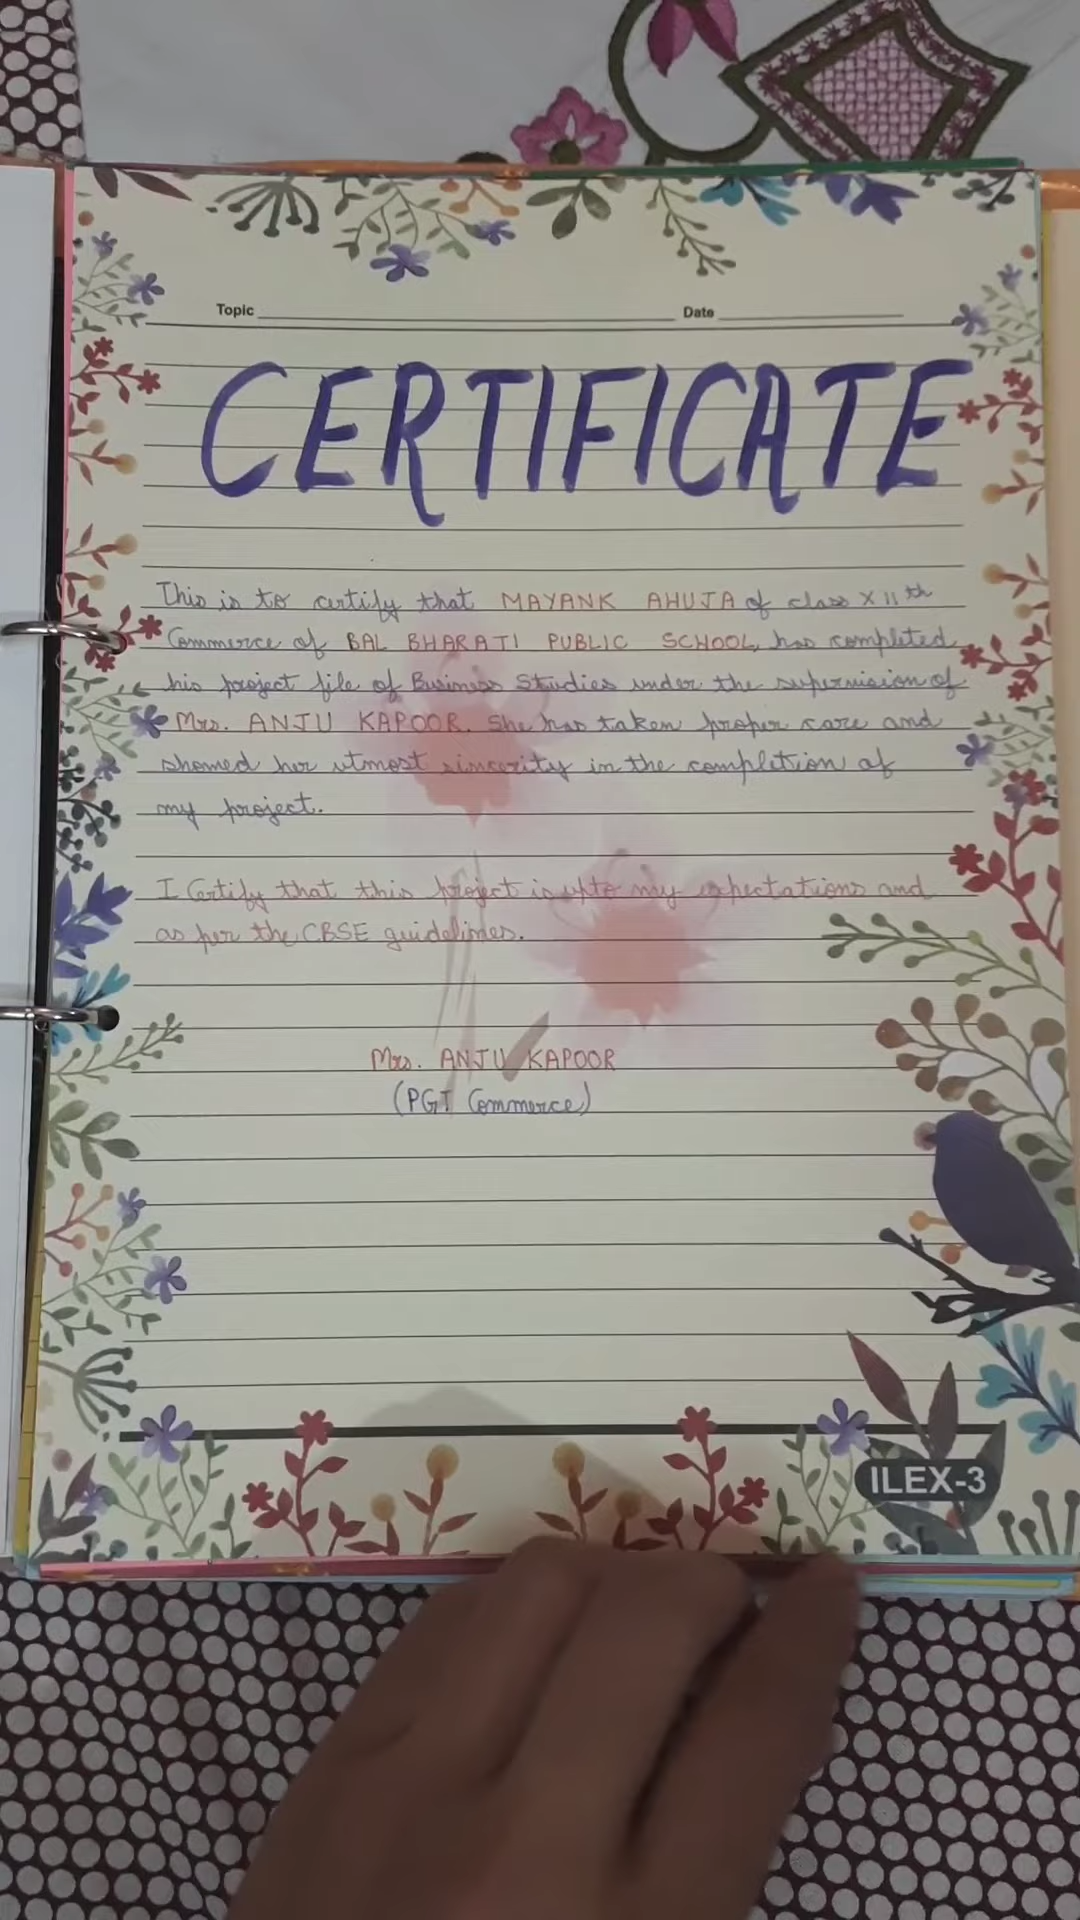 Topic Date
CERTIFICATE
This is to certify that MAYANK AHUJA of class XIIth
Commerce of BAL BHARATI PUBLIC SCHOOL, has completed
his project file of Business Studies under the supervision of
Mrs. ANJU KAPOOR. She has taken proper care and
showed her utmost sincerity in the completion of
my project.
I Certify that this project is upto my expectations and
as per the CBSE guidelines.
Mrs. ANJU KAPOOR
(PGT Commerce)
ILEX-3